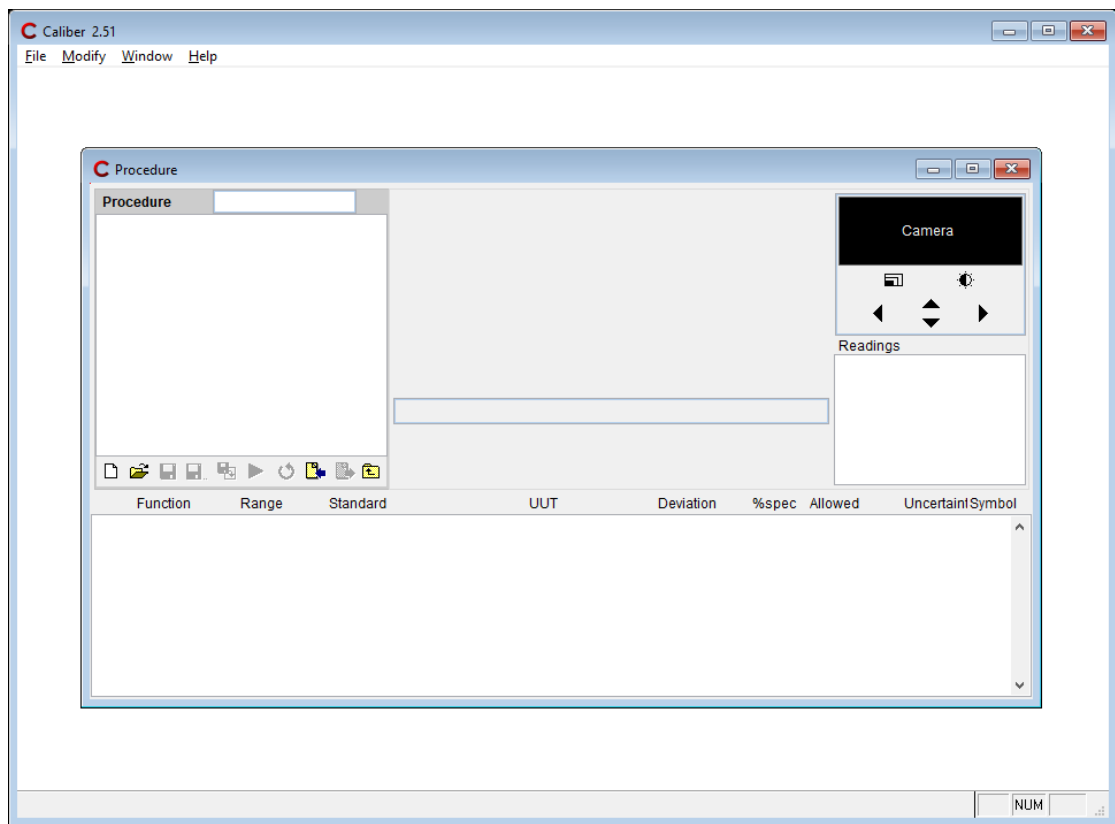 C Caliber 2.51
File Modify Window Help
C Procedure
Procedure
Camera
Readings
Function Range Standard UUT Deviation %spec Allowed Uncertaint Symbol
NUM